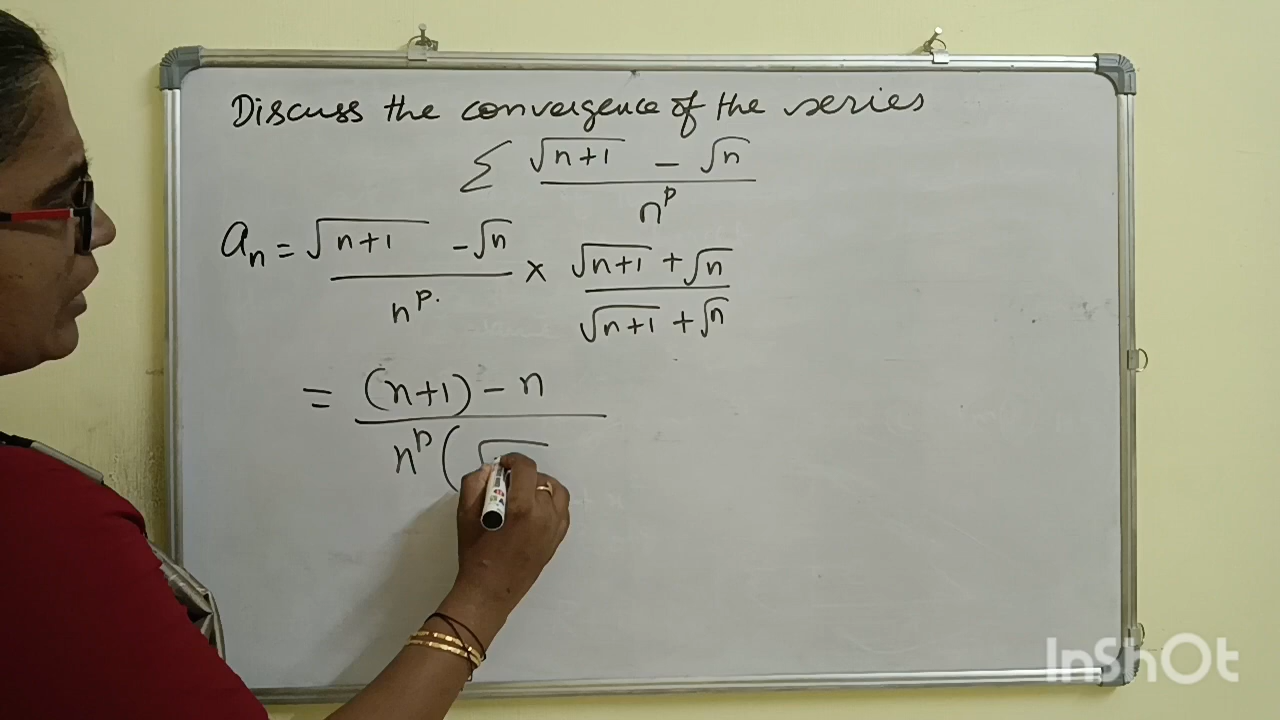 Discuss the convergence of the series
Σ (√(n+1) - √n) / n^p
a_n = (√(n+1) - √n) / n^p. × (√(n+1) + √n) / (√(n+1) + √n)
= ((n+1) - n) / n^p ( √
InShOt